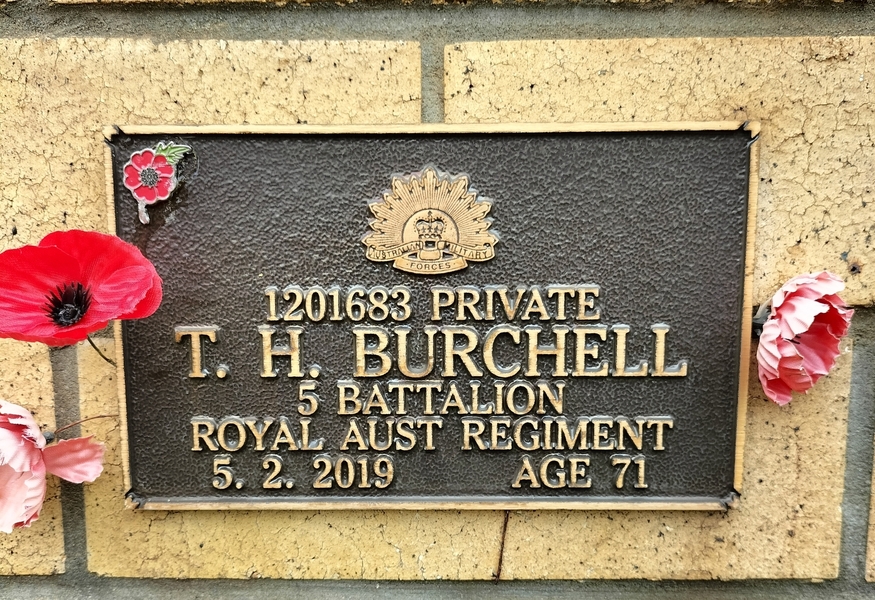 AUSTRALIAN MILITARY
FORCES
1201683 PRIVATE
T. H. BURCHELL
5 BATTALION
ROYAL AUST REGIMENT
5. 2. 2019 AGE 71